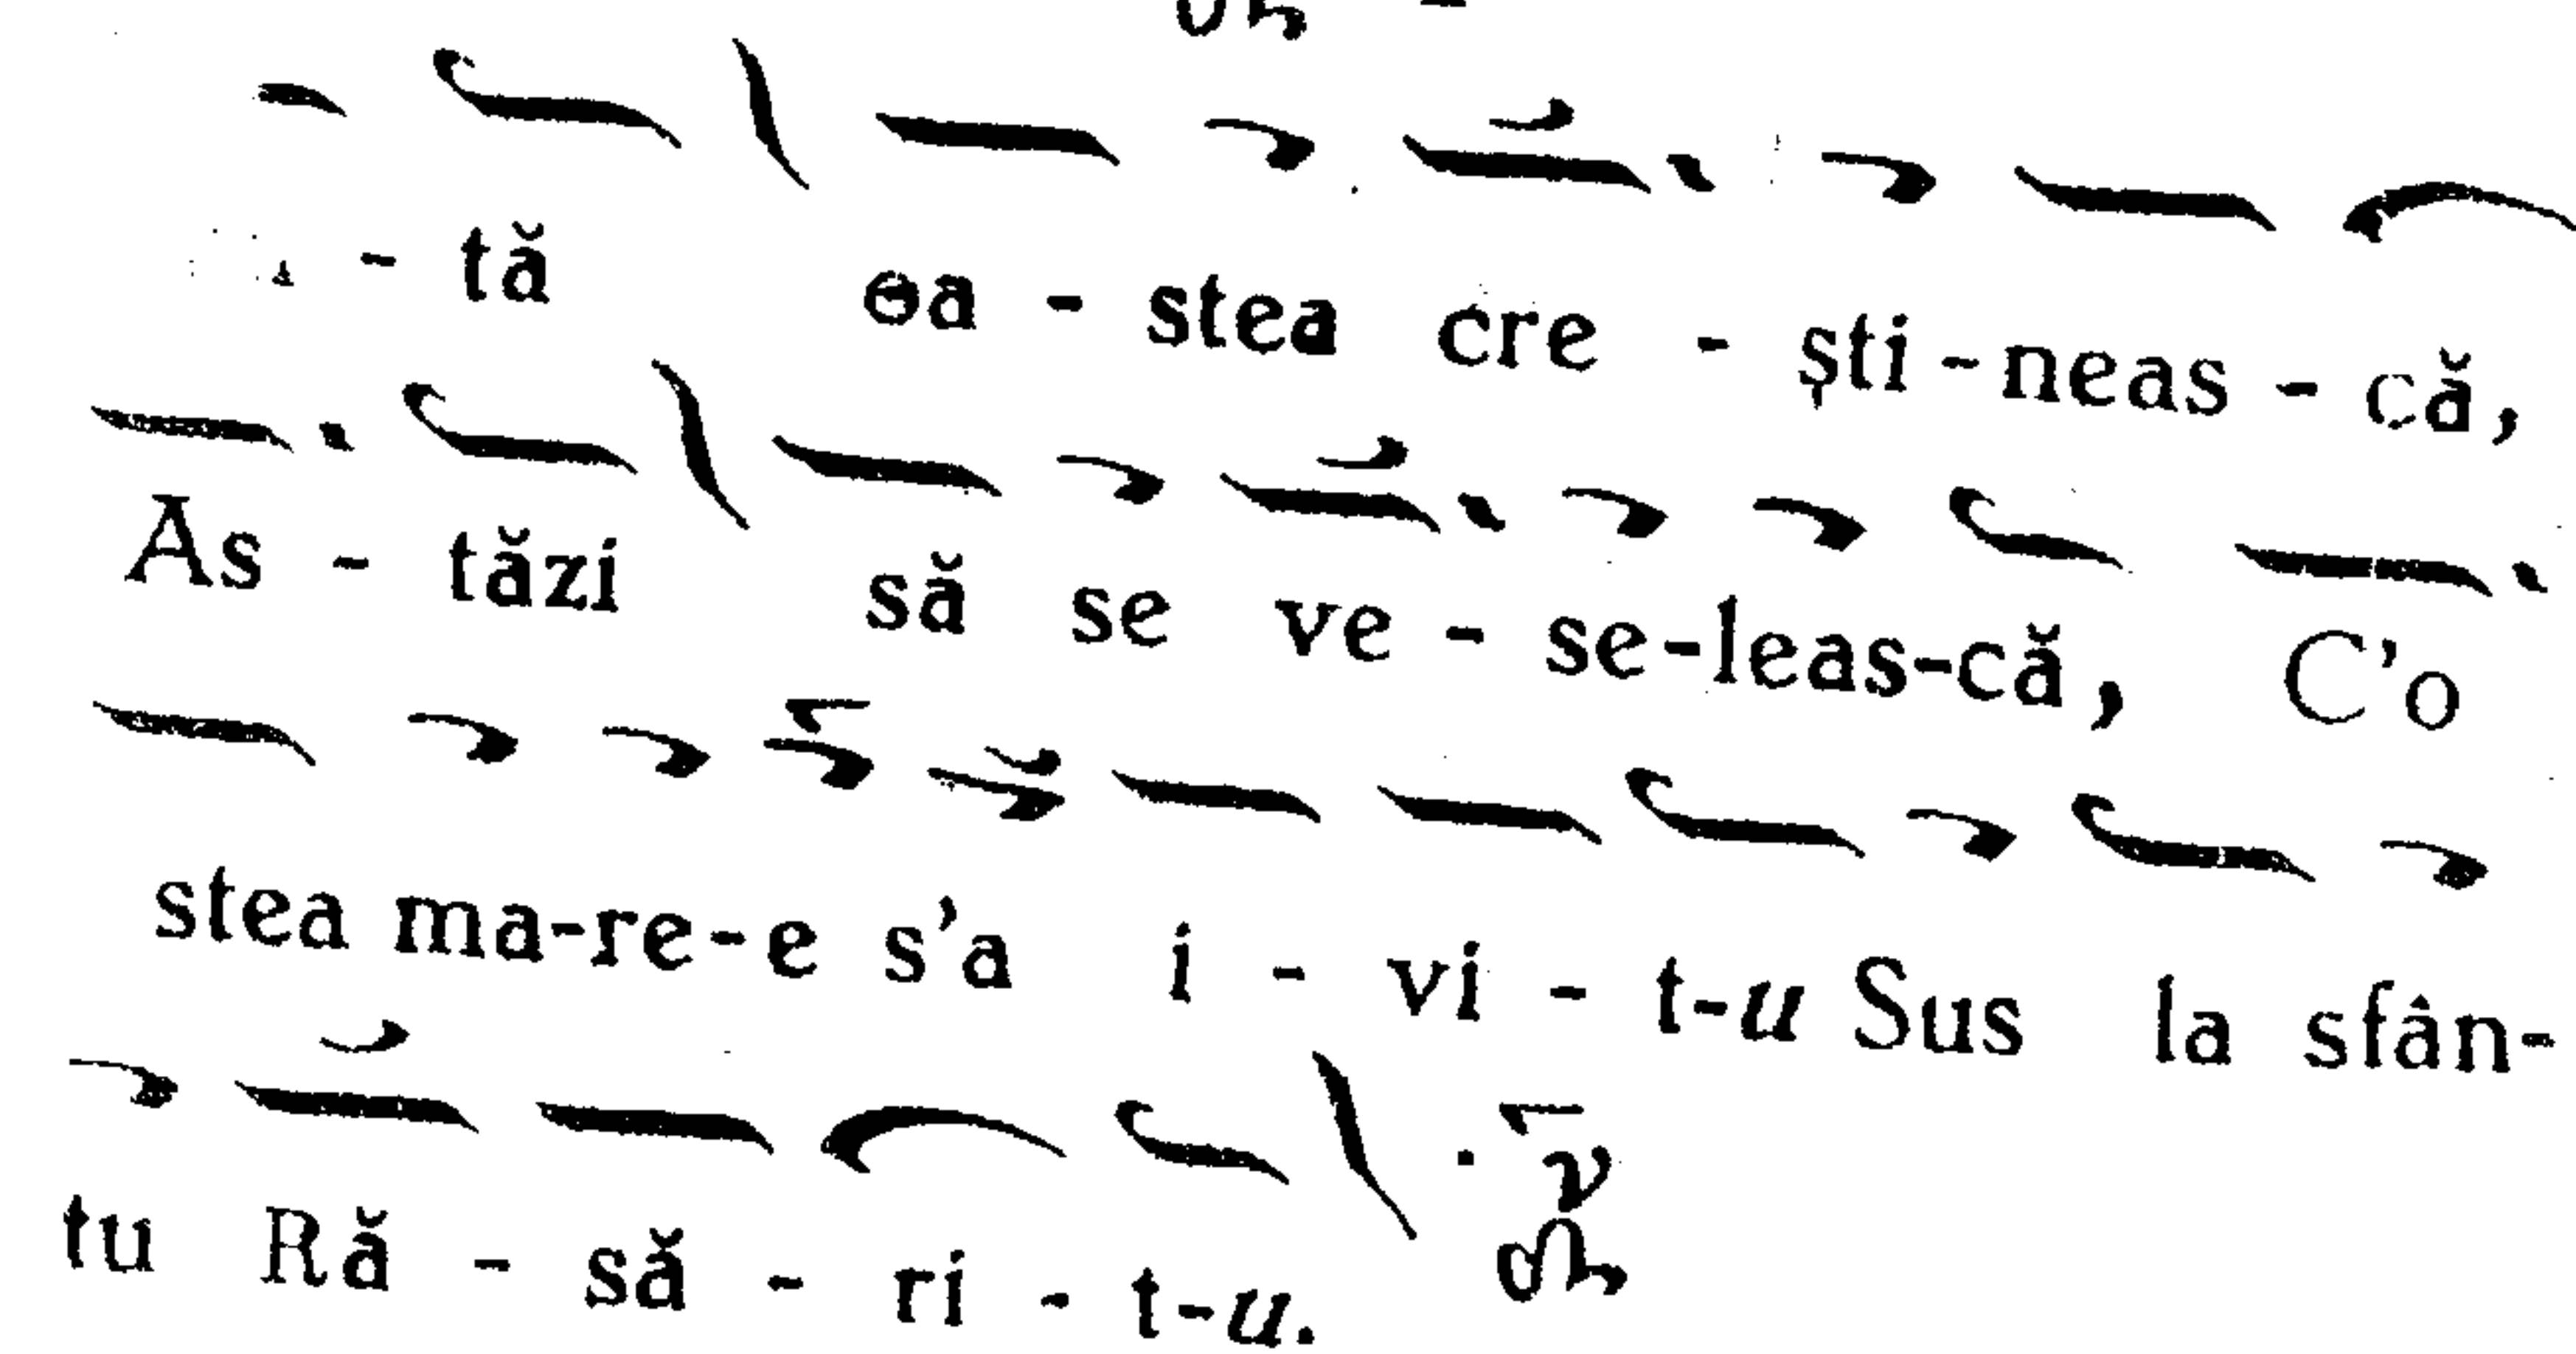 - tă oa - stea cre - ști - neas - că,
As - tăzi să se ve - se-leas-că, C'o
stea ma-re-e s'a i - vi - t-u Sus la sfân-
tu Ră - să - ri - t-u.